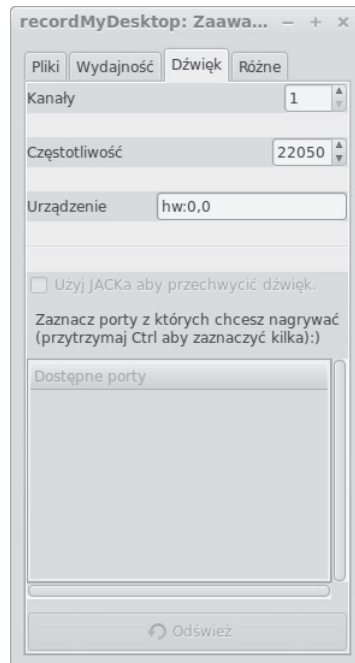 recordMyDesktop: Zaawa...
Pliki Wydajność Dźwięk Różne
Kanały 1
Częstotliwość 22050
Urządzenie hw:0,0
Użyj JACKa aby przechwycić dźwięk.
Zaznacz porty z których chcesz nagrywać
(przytrzymaj Ctrl aby zaznaczyć kilka):)
Dostępne porty
Odśwież